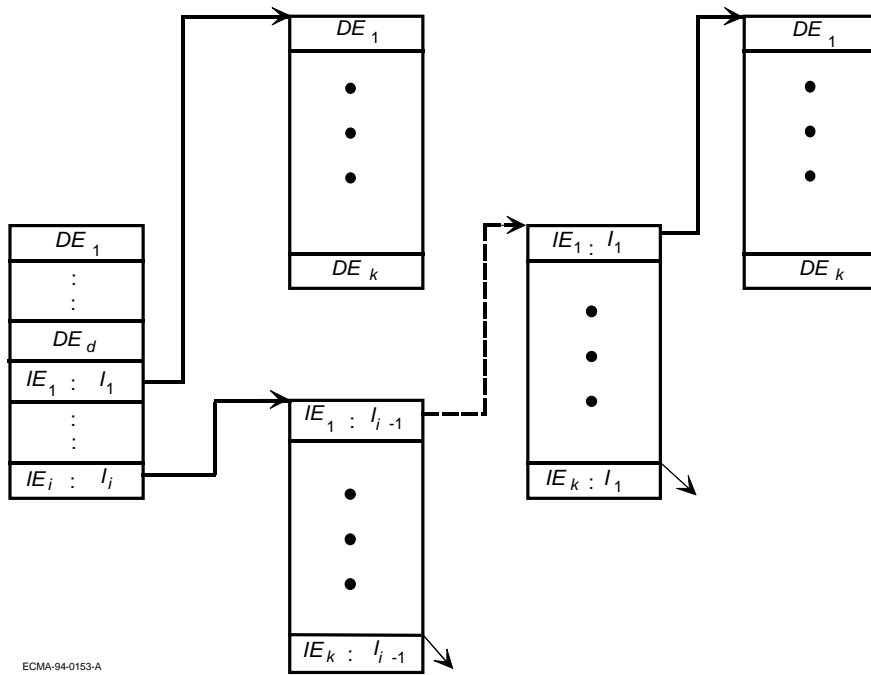 DE 1
DE k
DE 1
DE k
DE 1
:
:
DE d
IE 1 : I 1
:
:
IE i : I i
IE 1 : I i -1
IE k : I i -1
IE 1 : I 1
IE k : I 1
ECMA-94-0153-A